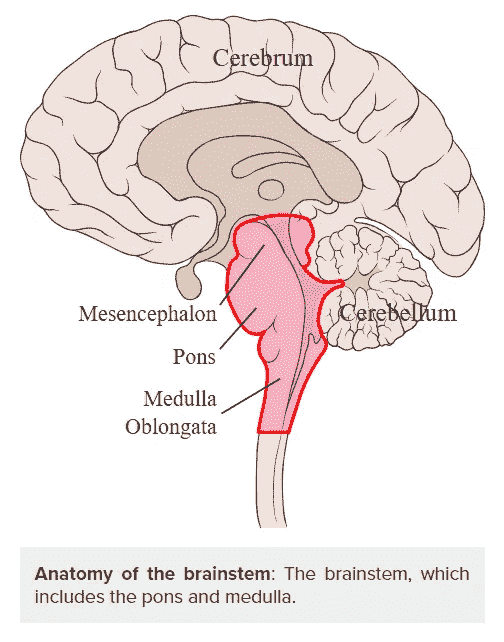 Cerebrum
Mesencephalon
Cerebellum
Pons
Medulla
Oblongata
Anatomy of the brainstem: The brainstem, which
includes the pons and medulla.